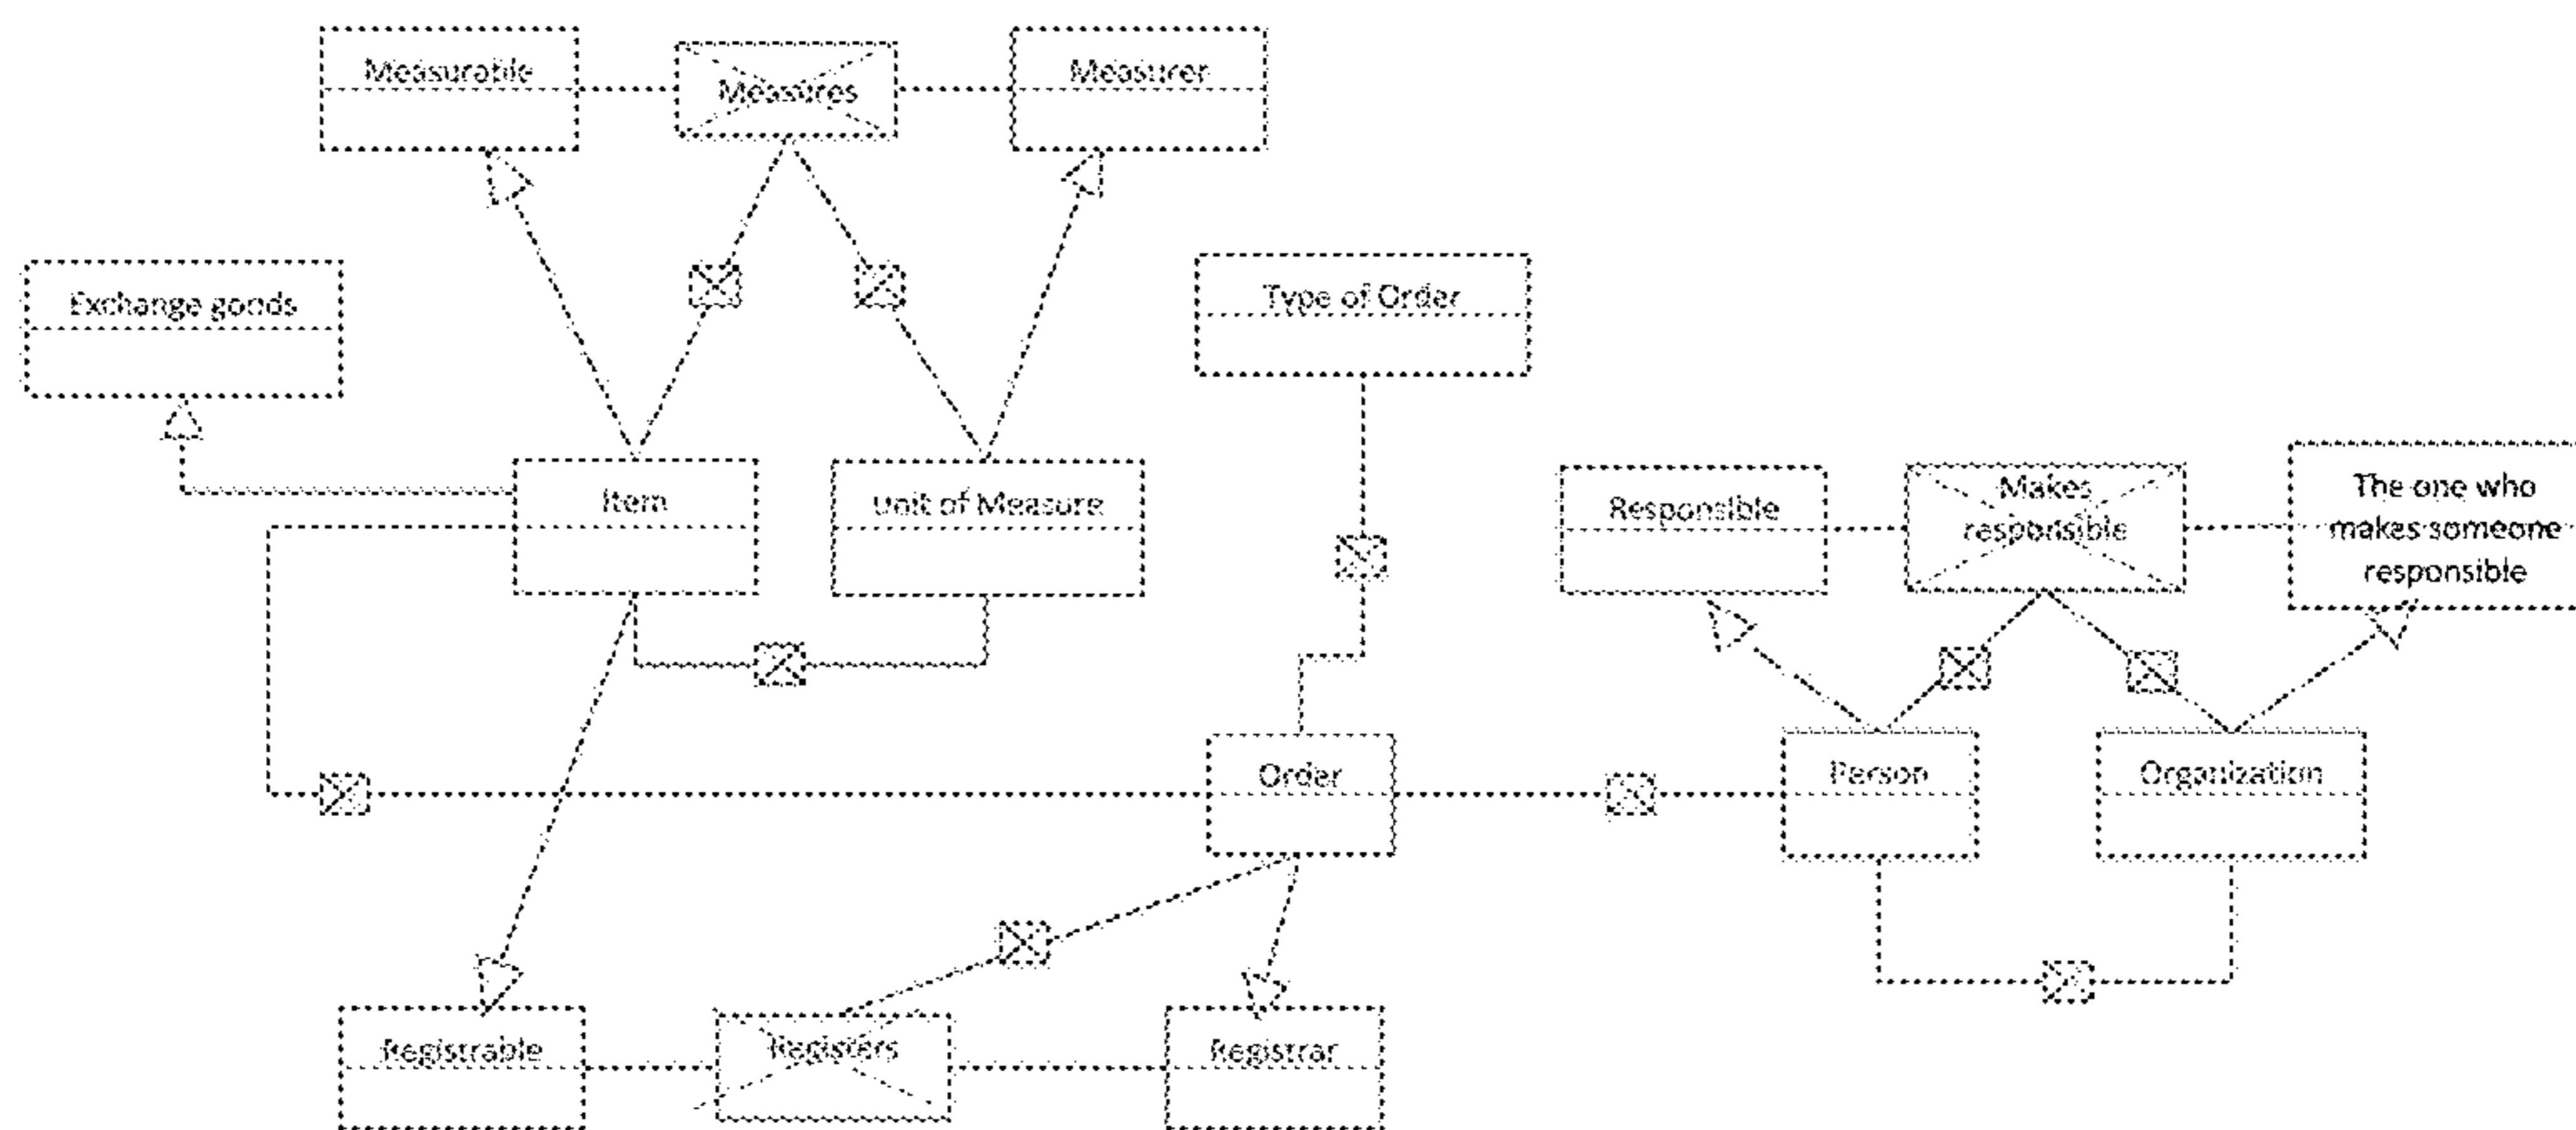 Measurable
Measures
Measurer
Exchange goods
Type of Order
Item
Unit of Measure
Responsible
Makes
responsible
The one who
makes someone
responsible
Order
Person
Organization
Registrable
Registers
Registrar